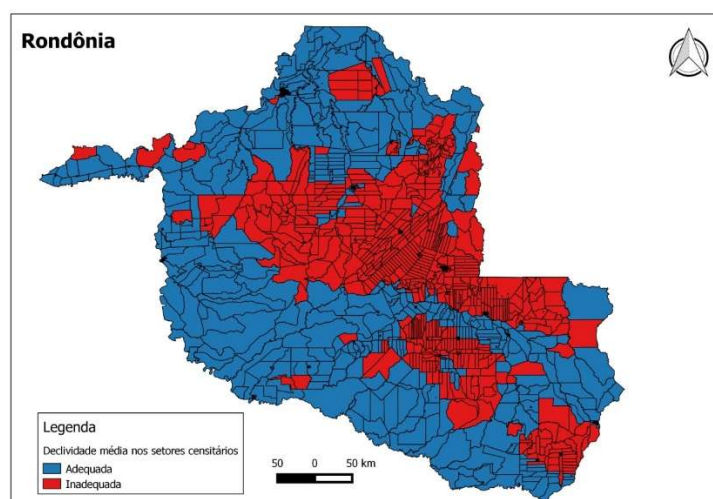 Rondônia
Legenda
Declividade média nos setores censitários
Adequada
Inadequada
50 0 50 km